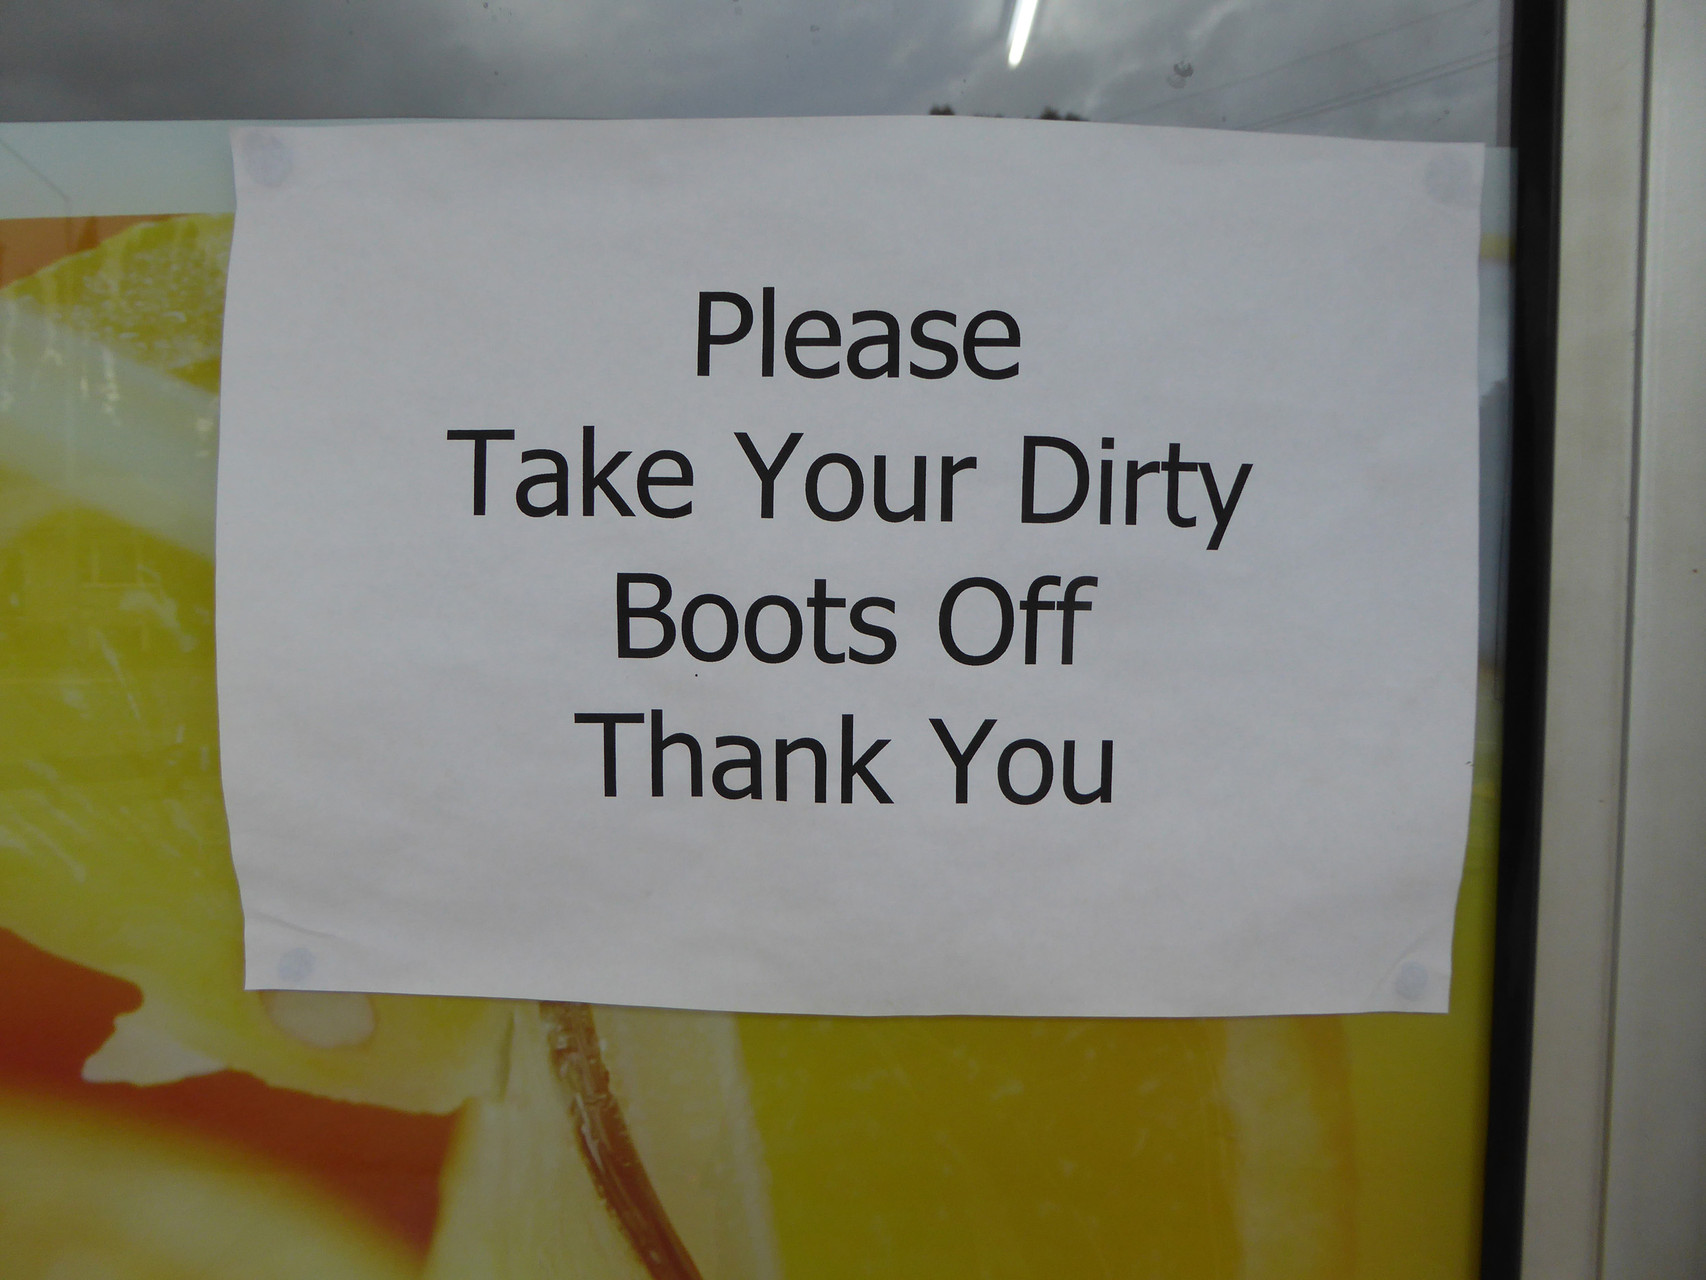 Please
Take Your Dirty
Boots Off
Thank You